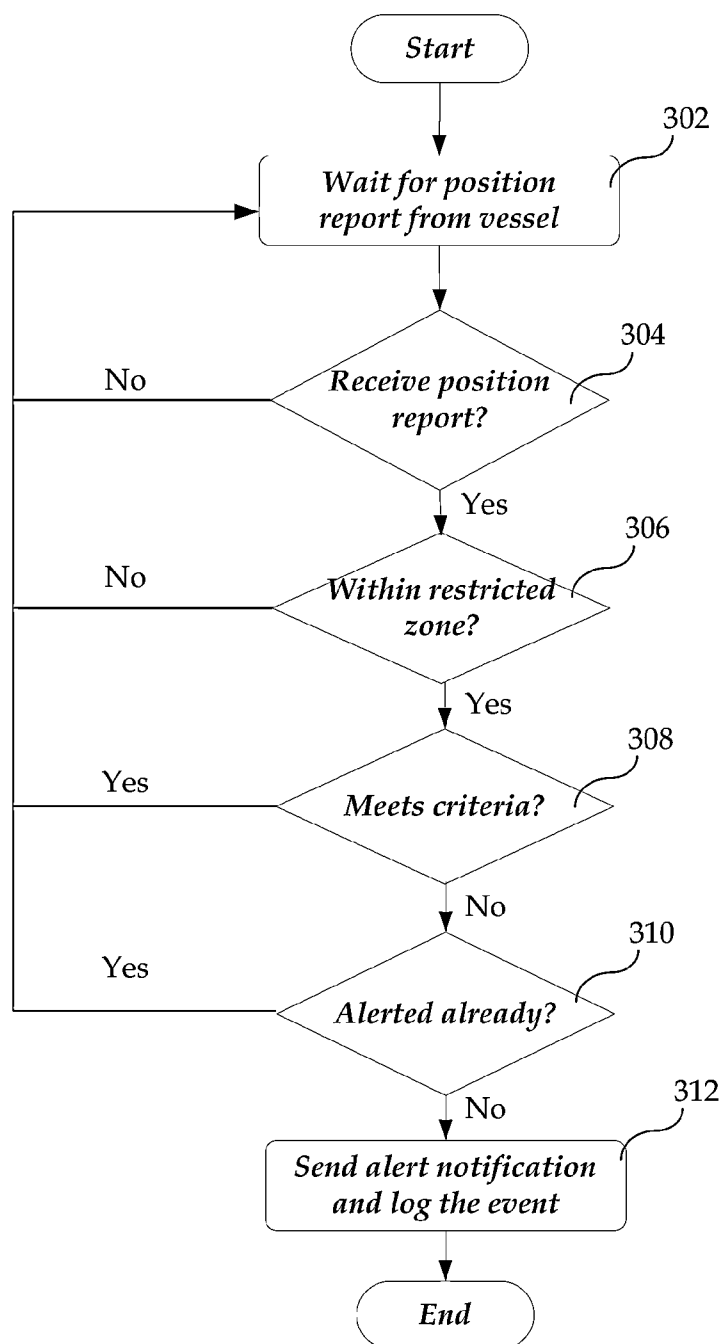 Start
302
Wait for position
report from vessel
304
No
Receive position
report?
Yes
306
No
Within restricted
zone?
Yes
308
Yes
Meets criteria?
No
310
Yes
Alerted already?
No
312
Send alert notification
and log the event
End